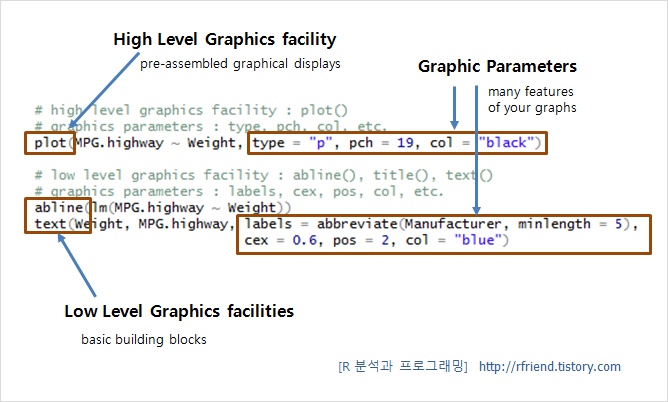 High Level Graphics facility
pre-assembled graphical displays
Graphic Parameters
many features
of your graphs
# high level graphics facility : plot()
# graphics parameters : type, pch, col, etc.
plot(MPG.highway ~ Weight, type = "p", pch = 19, col = "black")
# low level graphics facility : abline(), title(), text()
# graphics parameters : labels, cex, pos, col, etc.
abline(lm(MPG.highway ~ Weight))
text(Weight, MPG.highway, labels = abbreviate(Manufacturer, minlength = 5),
cex = 0.6, pos = 2, col = "blue")
Low Level Graphics facilities
basic building blocks
[R 분석과 프로그래밍] http://rfriend.tistory.com